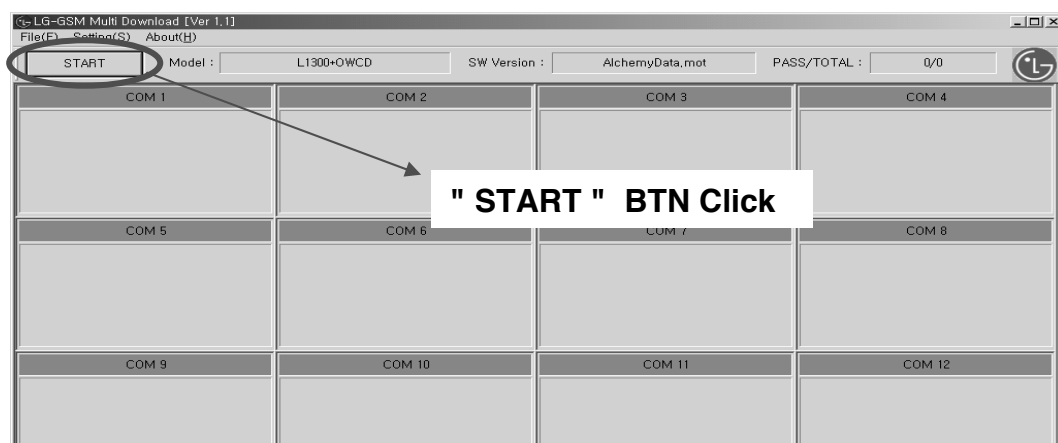 LG-GSM Multi Download [Ver 1,1]
File(F) Setting(S) About(H)
START Model : L1300+OWCD SW Version : AlchemyData,mot PASS/TOTAL : 0/0
COM 1 COM 2 COM 3 COM 4
" START " BTN Click
COM 5 COM 6 COM 7 COM 8
COM 9 COM 10 COM 11 COM 12